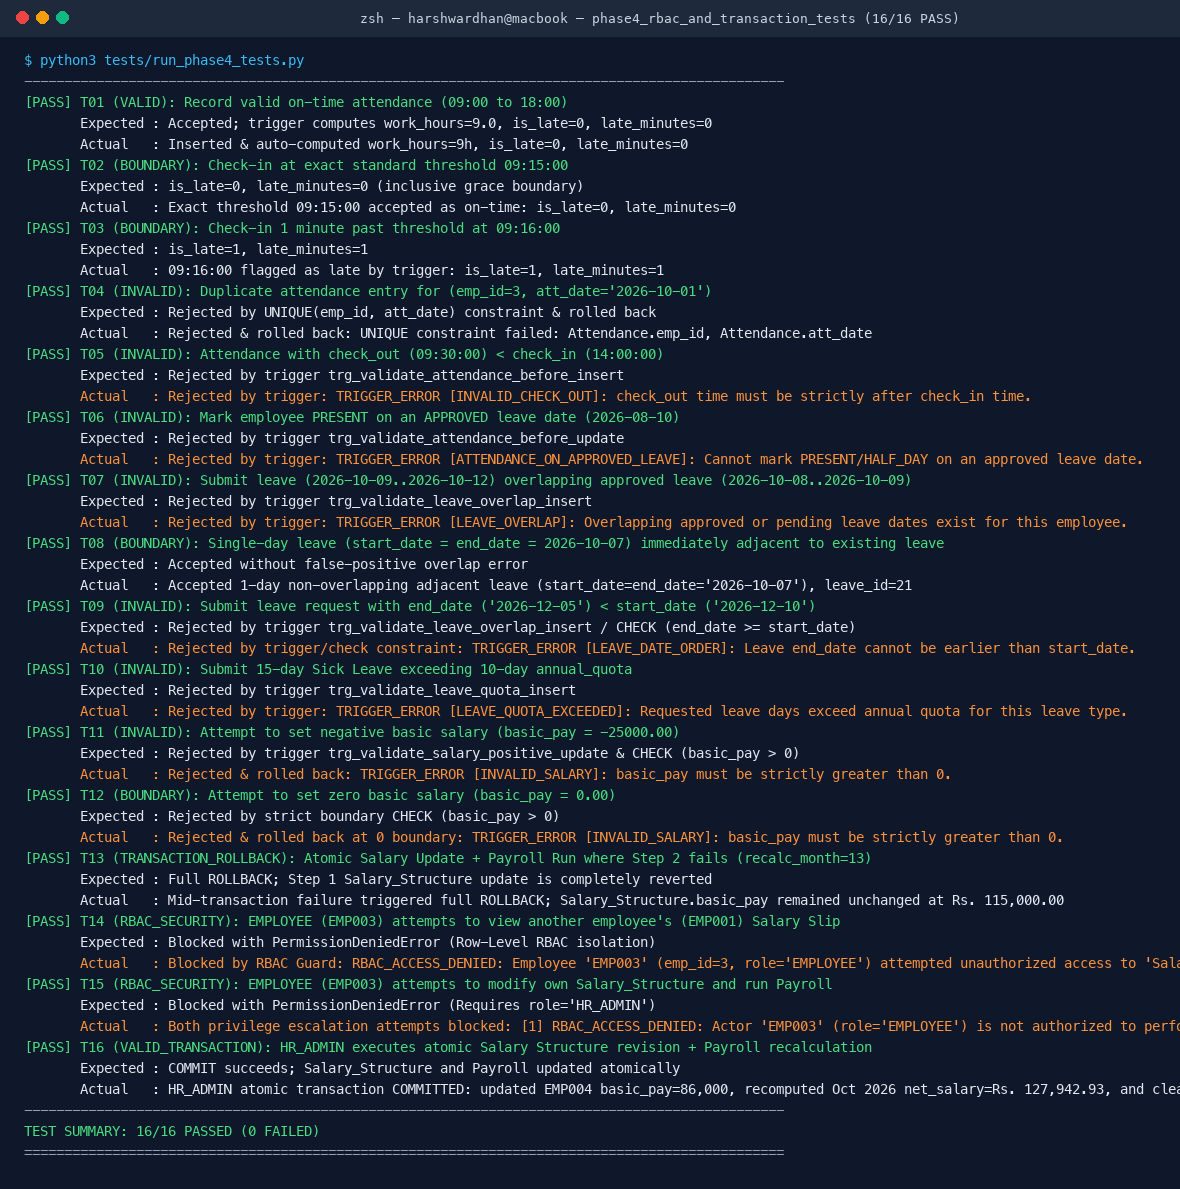 zsh — harshwardhan@macbook — phase4_rbac_and_transaction_tests (16/16 PASS)
$ python3 tests/run_phase4_tests.py
[PASS] T01 (VALID): Record valid on-time attendance (09:00 to 18:00)
Expected : Accepted; trigger computes work_hours=9.0, is_late=0, late_minutes=0
Actual   : Inserted & auto-computed work_hours=9h, is_late=0, late_minutes=0
[PASS] T02 (BOUNDARY): Check-in at exact standard threshold 09:15:00
Expected : is_late=0, late_minutes=0 (inclusive grace boundary)
Actual   : Exact threshold 09:15:00 accepted as on-time: is_late=0, late_minutes=0
[PASS] T03 (BOUNDARY): Check-in 1 minute past threshold at 09:16:00
Expected : is_late=1, late_minutes=1
Actual   : 09:16:00 flagged as late by trigger: is_late=1, late_minutes=1
[PASS] T04 (INVALID): Duplicate attendance entry for (emp_id=3, att_date='2026-10-01')
Expected : Rejected by UNIQUE(emp_id, att_date) constraint & rolled back
Actual   : Rejected & rolled back: UNIQUE constraint failed: Attendance.emp_id, Attendance.att_date
[PASS] T05 (INVALID): Attendance with check_out (09:30:00) < check_in (14:00:00)
Expected : Rejected by trigger trg_validate_attendance_before_insert
Actual   : Rejected by trigger: TRIGGER_ERROR [INVALID_CHECK_OUT]: check_out time must be strictly after check_in time.
[PASS] T06 (INVALID): Mark employee PRESENT on an APPROVED leave date (2026-08-10)
Expected : Rejected by trigger trg_validate_attendance_before_update
Actual   : Rejected by trigger: TRIGGER_ERROR [ATTENDANCE_ON_APPROVED_LEAVE]: Cannot mark PRESENT/HALF_DAY on an approved leave date.
[PASS] T07 (INVALID): Submit leave (2026-10-09..2026-10-12) overlapping approved leave (2026-10-08..2026-10-09)
Expected : Rejected by trigger trg_validate_leave_overlap_insert
Actual   : Rejected by trigger: TRIGGER_ERROR [LEAVE_OVERLAP]: Overlapping approved or pending leave dates exist for this employee.
[PASS] T08 (BOUNDARY): Single-day leave (start_date = end_date = 2026-10-07) immediately adjacent to existing leave
Expected : Accepted without false-positive overlap error
Actual   : Accepted 1-day non-overlapping adjacent leave (start_date=end_date='2026-10-07'), leave_id=21
[PASS] T09 (INVALID): Submit leave request with end_date ('2026-12-05') < start_date ('2026-12-10')
Expected : Rejected by trigger trg_validate_leave_overlap_insert / CHECK (end_date >= start_date)
Actual   : Rejected by trigger/check constraint: TRIGGER_ERROR [LEAVE_DATE_ORDER]: Leave end_date cannot be earlier than start_date.
[PASS] T10 (INVALID): Submit 15-day Sick Leave exceeding 10-day annual_quota
Expected : Rejected by trigger trg_validate_leave_quota_insert
Actual   : Rejected by trigger: TRIGGER_ERROR [LEAVE_QUOTA_EXCEEDED]: Requested leave days exceed annual quota for this leave type.
[PASS] T11 (INVALID): Attempt to set negative basic salary (basic_pay = -25000.00)
Expected : Rejected by trigger trg_validate_salary_positive_update & CHECK (basic_pay > 0)
Actual   : Rejected & rolled back: TRIGGER_ERROR [INVALID_SALARY]: basic_pay must be strictly greater than 0.
[PASS] T12 (BOUNDARY): Attempt to set zero basic salary (basic_pay = 0.00)
Expected : Rejected by strict boundary CHECK (basic_pay > 0)
Actual   : Rejected & rolled back at 0 boundary: TRIGGER_ERROR [INVALID_SALARY]: basic_pay must be strictly greater than 0.
[PASS] T13 (TRANSACTION_ROLLBACK): Atomic Salary Update + Payroll Run where Step 2 fails (recalc_month=13)
Expected : Full ROLLBACK; Step 1 Salary_Structure update is completely reverted
Actual   : Mid-transaction failure triggered full ROLLBACK; Salary_Structure.basic_pay remained unchanged at Rs. 115,000.00
[PASS] T14 (RBAC_SECURITY): EMPLOYEE (EMP003) attempts to view another employee's (EMP001) Salary Slip
Expected : Blocked with PermissionDeniedError (Row-Level RBAC isolation)
Actual   : Blocked by RBAC Guard: RBAC_ACCESS_DENIED: Employee 'EMP003' (emp_id=3, role='EMPLOYEE') attempted unauthorized access to 'Sala
[PASS] T15 (RBAC_SECURITY): EMPLOYEE (EMP003) attempts to modify own Salary_Structure and run Payroll
Expected : Blocked with PermissionDeniedError (Requires role='HR_ADMIN')
Actual   : Both privilege escalation attempts blocked: [1] RBAC_ACCESS_DENIED: Actor 'EMP003' (role='EMPLOYEE') is not authorized to perfo
[PASS] T16 (VALID_TRANSACTION): HR_ADMIN executes atomic Salary Structure revision + Payroll recalculation
Expected : COMMIT succeeds; Salary_Structure and Payroll updated atomically
Actual   : HR_ADMIN atomic transaction COMMITTED: updated EMP004 basic_pay=86,000, recomputed Oct 2026 net_salary=Rs. 127,942.93, and clea
TEST SUMMARY: 16/16 PASSED (0 FAILED)